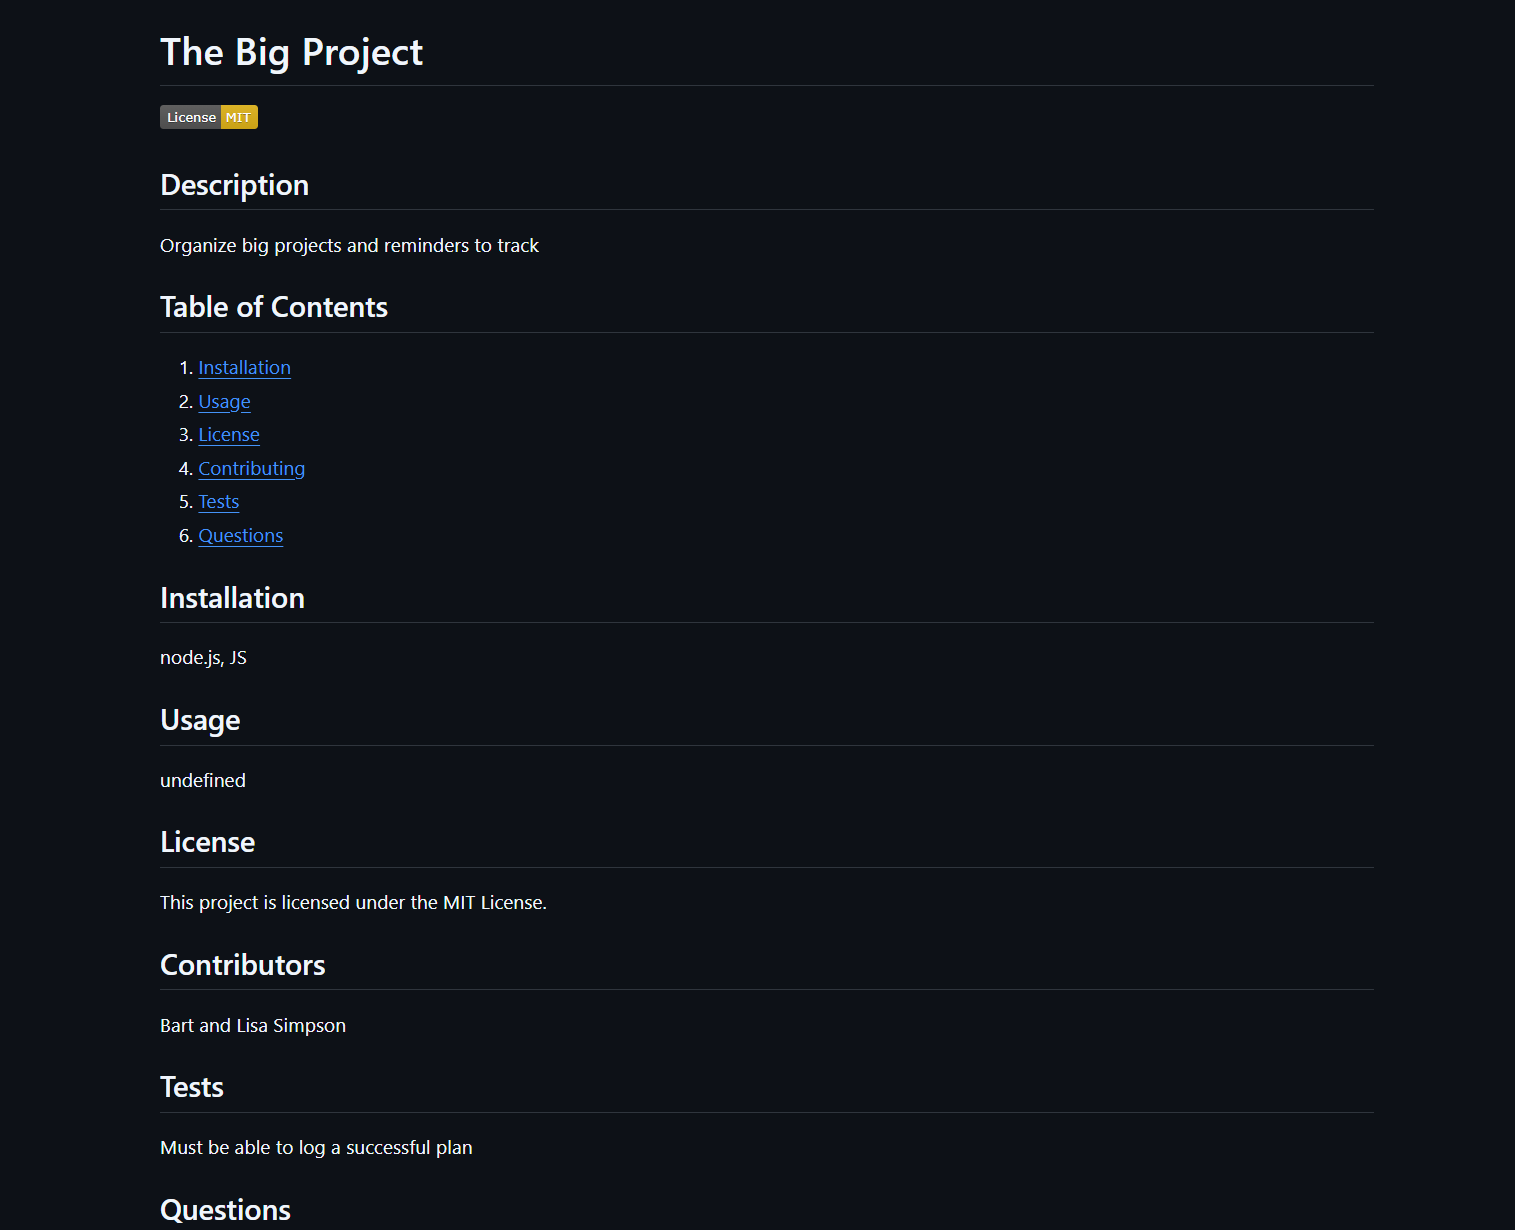 The Big Project
License MIT
Description
Organize big projects and reminders to track
Table of Contents
1. Installation
2. Usage
3. License
4. Contributing
5. Tests
6. Questions
Installation
node.js, JS
Usage
undefined
License
This project is licensed under the MIT License.
Contributors
Bart and Lisa Simpson
Tests
Must be able to log a successful plan
Questions